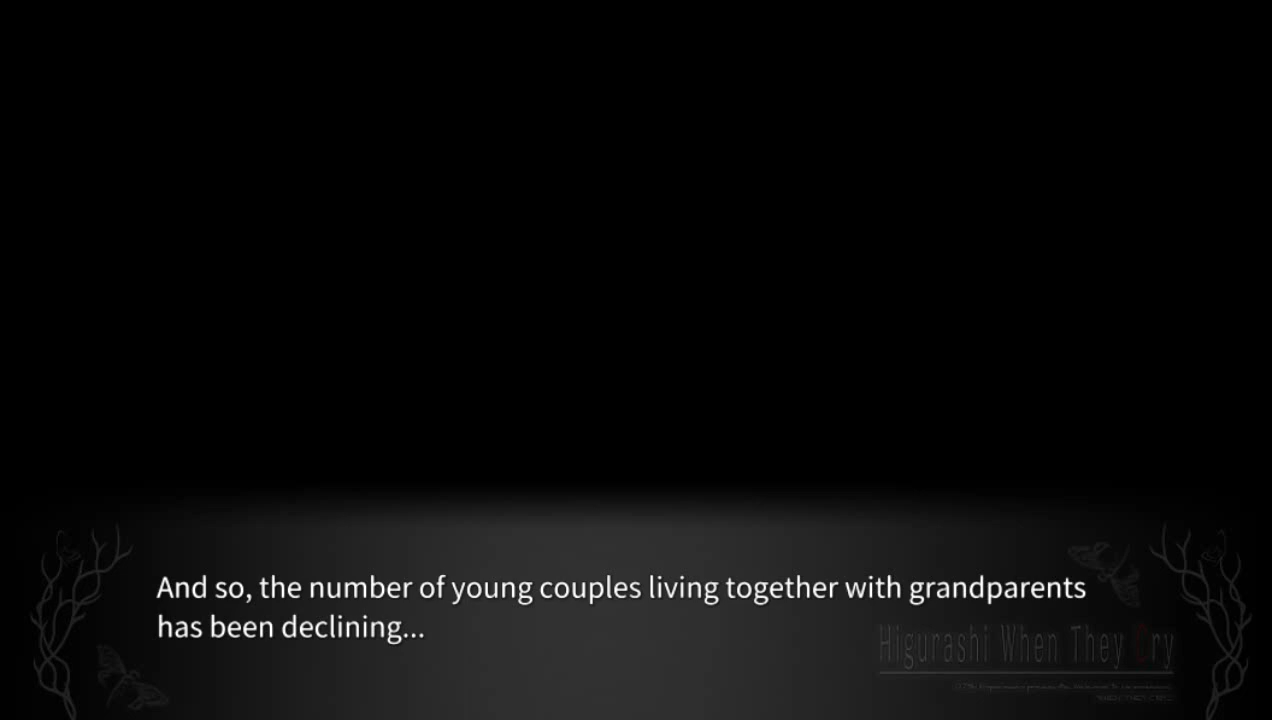 And so, the number of young couples living together with grandparents
has been declining...
Higurashi When They Cry